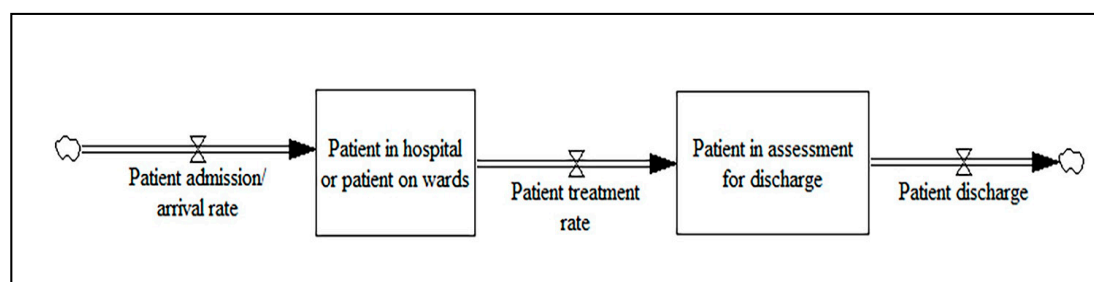 Patient admission/
arrival rate
Patient in hospital
or patient on wards
Patient treatment
rate
Patient in assessment
for discharge
Patient discharge